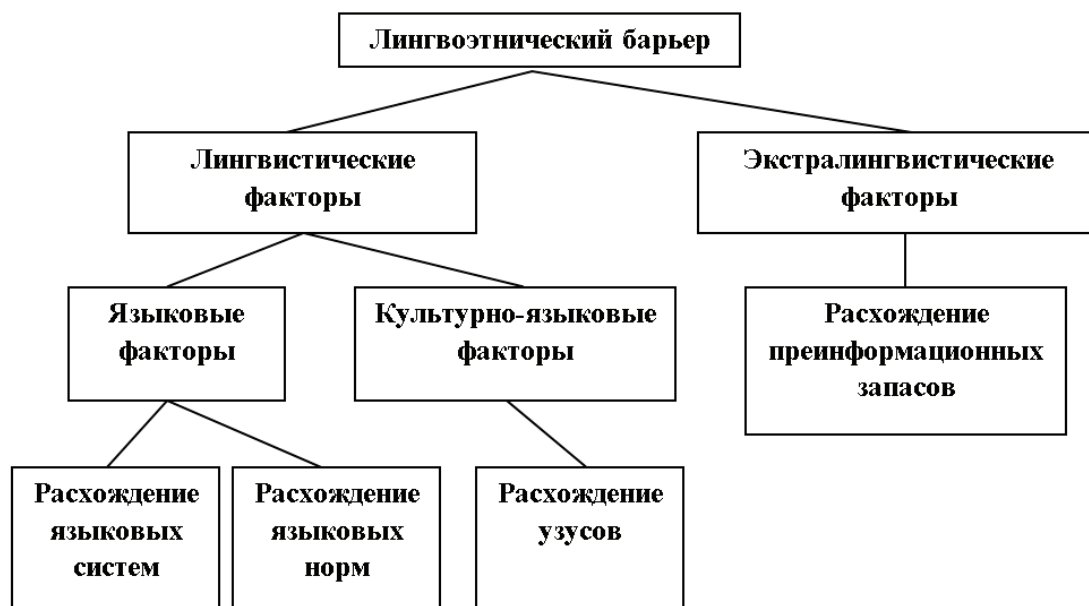 Лингвоэтнический барьер
Лингвистические
факторы
Экстралингвистические
факторы
Языковые
факторы
Культурно-языковые
факторы
Расхождение
преинформационных
запасов
Расхождение
языковых
систем
Расхождение
языковых
норм
Расхождение
узусов